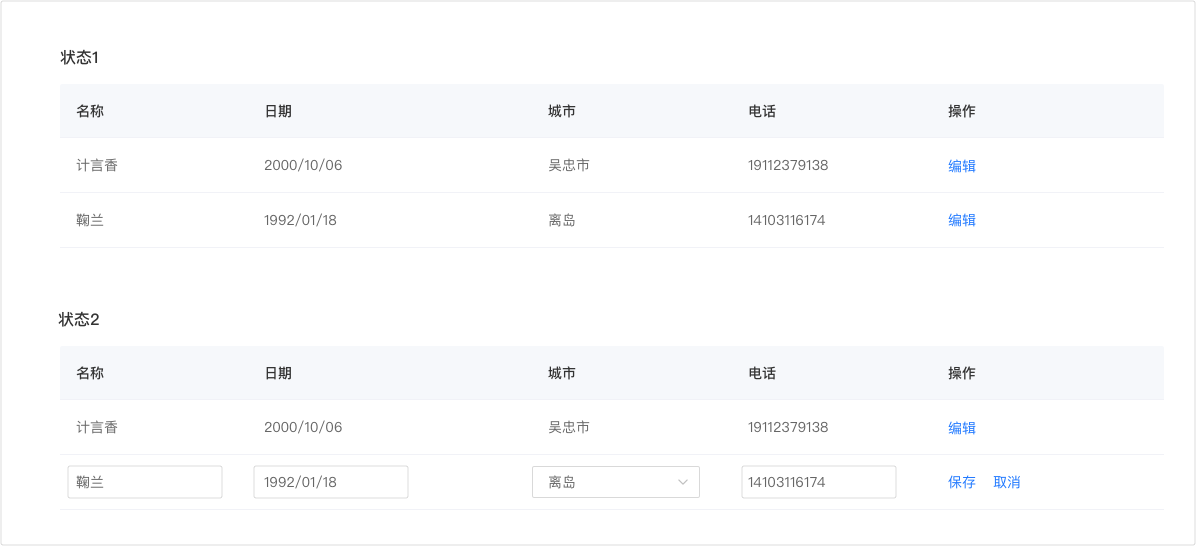 状态1
名称 日期 城市 电话 操作
计言香 2000/10/06 吴忠市 19112379138 编辑
鞠兰 1992/01/18 离岛 14103116174 编辑
状态2
名称 日期 城市 电话 操作
计言香 2000/10/06 吴忠市 19112379138 编辑
鞠兰 1992/01/18 离岛 14103116174 保存 取消